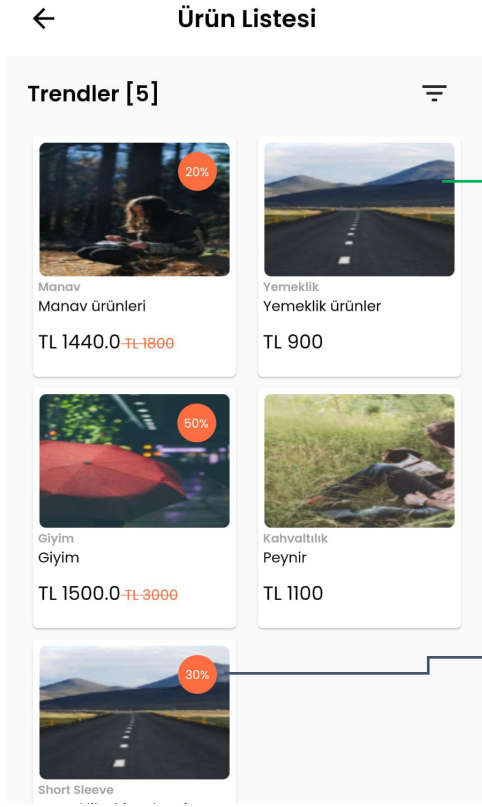 Ürün Listesi
Trendler [5]
20%
Manav
Manav ürünleri
TL 1440.0 TL 1800
Yemeklik
Yemeklik ürünler
TL 900
50%
Giyim
Giyim
TL 1500.0 TL 3000
Kahvaltılık
Peynir
TL 1100
30%
Short Sleeve